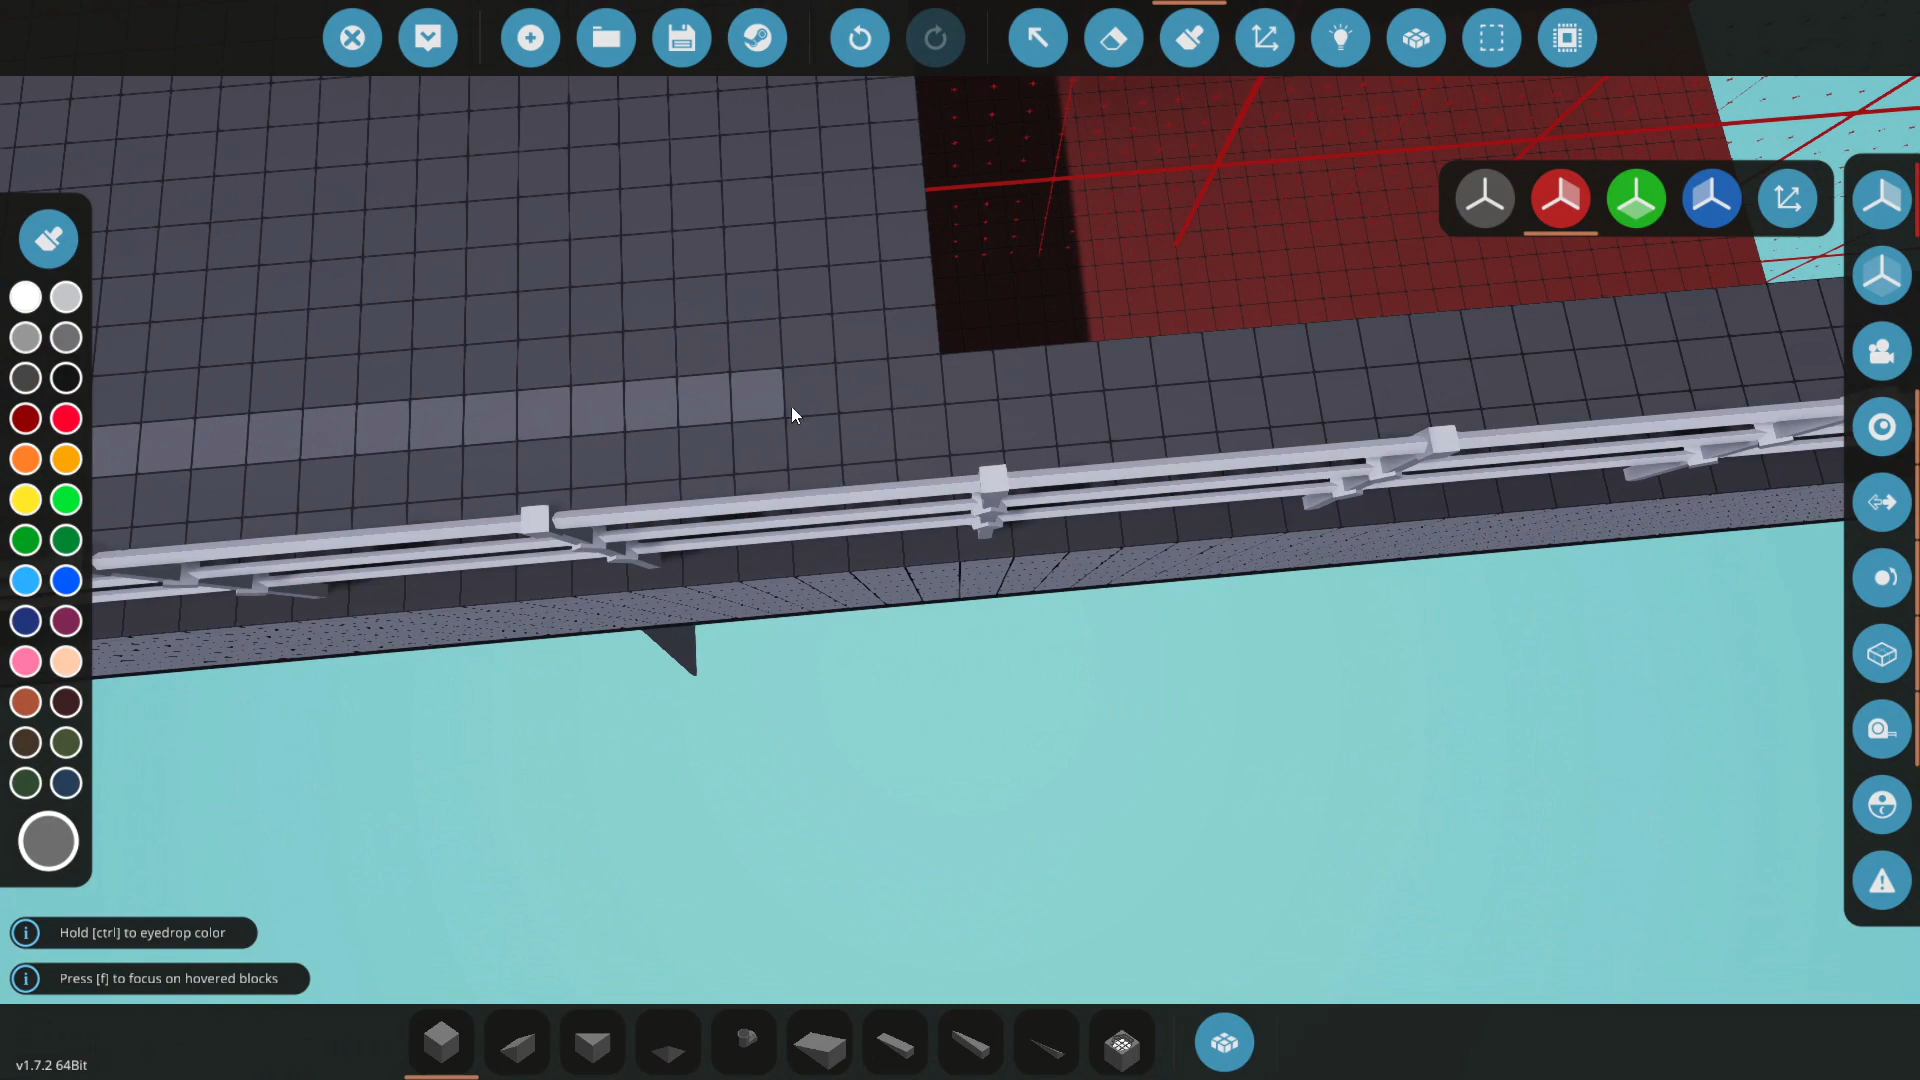 Hold [ctrl] to eyedrop color
Press [f] to focus on hovered blocks
v1.7.2 64Bit